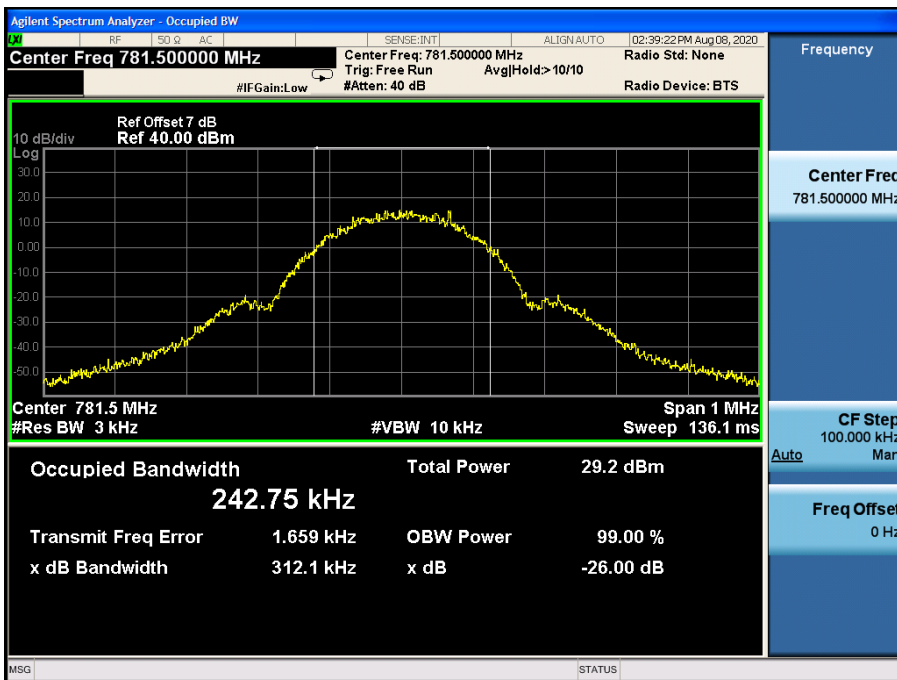 Agilent Spectrum Analyzer - Occupied BW
LXI RF 50 Ω AC SENSE:INT ALIGN AUTO 02:39:22 PM Aug 08, 2020
Center Freq 781.500000 MHz
Center Freq: 781.500000 MHz
Radio Std: None
Trig: Free Run Avg|Hold:> 10/10
#IFGain:Low #Atten: 40 dB Radio Device: BTS
Frequency
Ref Offset 7 dB
10 dB/div Ref 40.00 dBm
Log
30.0
20.0
10.0
0.00
-10.0
-20.0
-30.0
-40.0
-50.0
Center 781.5 MHz Span 1 MHz
#Res BW 3 kHz #VBW 10 kHz Sweep 136.1 ms
Center Freq
781.500000 MHz
CF Step
100.000 kHz
Auto Man
Freq Offset
0 Hz
Occupied Bandwidth Total Power 29.2 dBm
242.75 kHz
Transmit Freq Error 1.659 kHz OBW Power 99.00 %
x dB Bandwidth 312.1 kHz x dB -26.00 dB
MSG STATUS